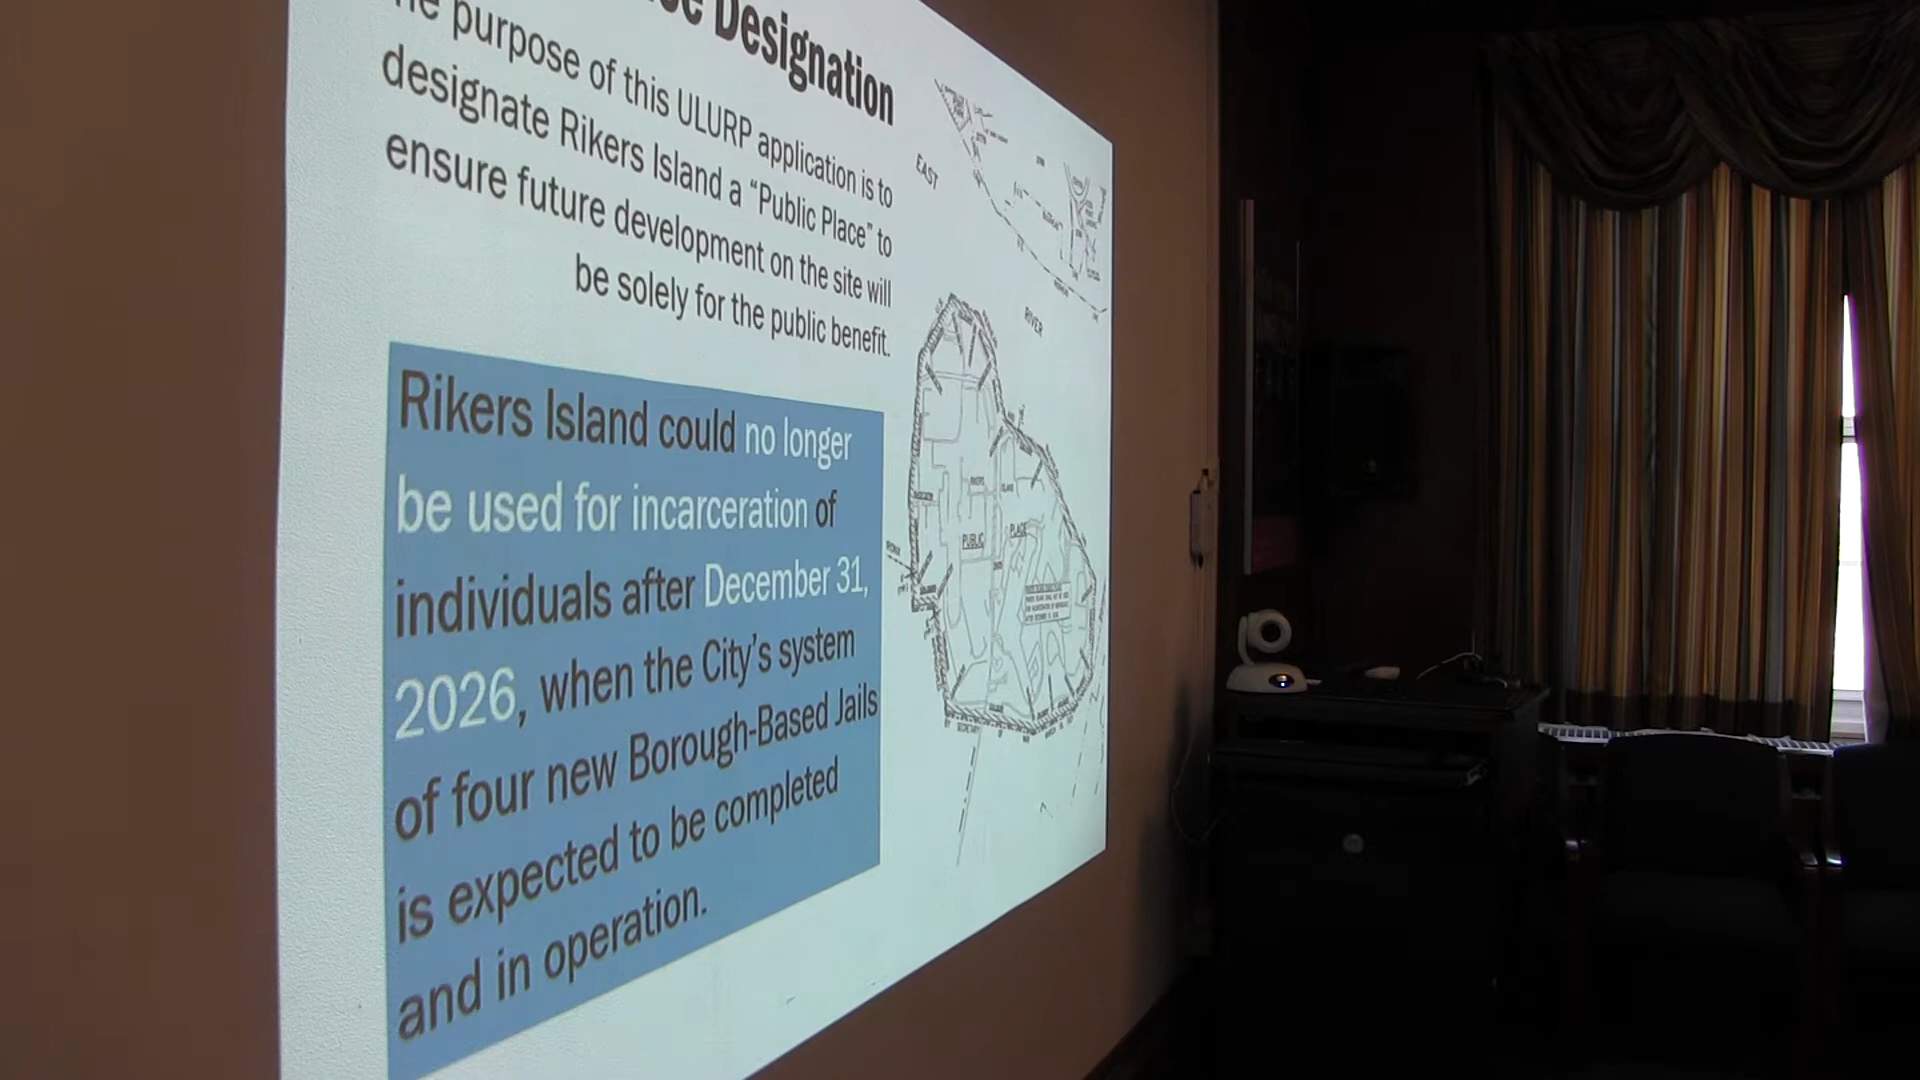 Designation
purpose of this ULURP application is to
designate Rikers Island a “Public Place” to
ensure future development on the site will
be solely for the public benefit.
Rikers Island could no longer
be used for incarceration of
individuals after December 31,
2026, when the City’s system
of four new Borough-Based Jails
is expected to be completed
and in operation.
EAST
RIVER
RIKERS
ISLAND
PUBLIC
PLACE